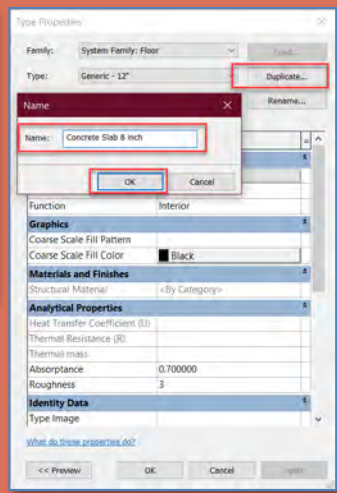 Type Properties
Family: System Family: Floor Load...
Type: Generic - 12" Duplicate...
Rename...
Name
Name: Concrete Slab 8 inch
OK Cancel
=
Function Interior
Graphics
Coarse Scale Fill Pattern
Coarse Scale Fill Color Black
Materials and Finishes
Structural Material <By Category>
Analytical Properties
Heat Transfer Coefficient (U)
Thermal Resistance (R)
Thermal mass
Absorptance 0.700000
Roughness 3
Identity Data
Type Image
What do these properties do?
<< Preview OK Cancel Apply